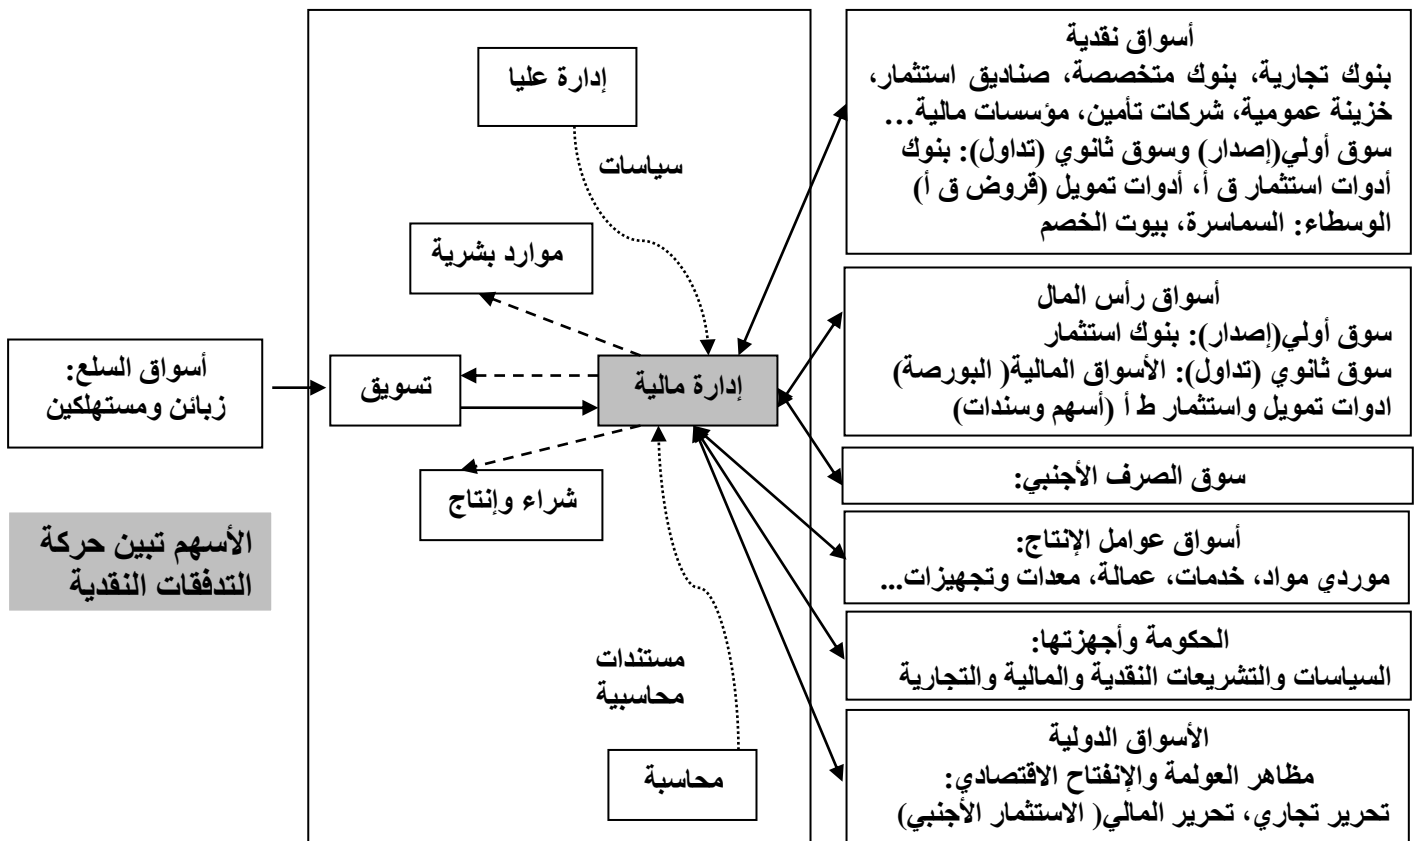 أسواق نقدية
بنوك تجارية، بنوك متخصصة، صناديق استثمار،
خزينة عمومية، شركات تأمين، مؤسسات مالية...
سوق أولي(إصدار) وسوق ثانوي (تداول): بنوك
أدوات استثمار ق أ، أدوات تمويل (قروض ق أ)
الوسطاء: السماسرة، بيوت الخصم
أسواق رأس المال
سوق أولي(إصدار): بنوك استثمار
سوق ثانوي (تداول): الأسواق المالية( البورصة)
ادوات تمويل واستثمار ط أ (أسهم وسندات)
سوق الصرف الأجنبي:
أسواق عوامل الإنتاج:
موردي مواد، خدمات، عمالة، معدات وتجهيزات...
الحكومة وأجهزتها:
السياسات والتشريعات النقدية والمالية والتجارية
الأسواق الدولية
مظاهر العولمة والإنفتاح الاقتصادي:
تحرير تجاري، تحرير المالي( الاستثمار الأجنبي)
إدارة عليا
سياسات
موارد بشرية
إدارة مالية
تسويق
شراء وإنتاج
مستندات
محاسبية
محاسبة
أسواق السلع:
زبائن ومستهلكين
الأسهم تبين حركة
التدفقات النقدية